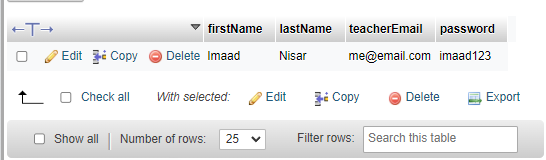 firstName lastName teacherEmail password
Edit Copy Delete Imaad Nisar me@email.com imaad123
Check all With selected: Edit Copy Delete Export
Show all Number of rows: 25 Filter rows: Search this table